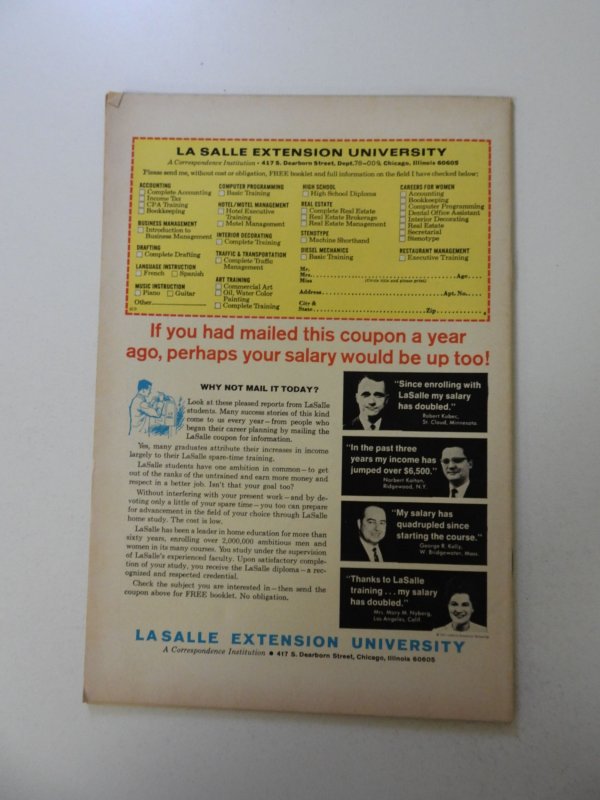 LA SALLE EXTENSION UNIVERSITY
A Correspondence Institution • 417 S. Dearborn Street, Dept. 78-009, Chicago, Illinois 60605
Please send me, without cost or obligation, FREE booklet and full information on the field I have checked below:
ACCOUNTING
Complete Accounting
Income Tax
CPA Training
Bookkeeping
BUSINESS MANAGEMENT
Introduction to
Business Management
DRAFTING
Complete Drafting
LANGUAGE INSTRUCTION
French Spanish
MUSIC INSTRUCTION
Piano Guitar
Other
COMPUTER PROGRAMMING
Basic Training
HOTEL/MOTEL MANAGEMENT
Hotel Executive
Training
Motel Management
INTERIOR DECORATING
Complete Training
TRAFFIC & TRANSPORTATION
Complete Traffic
Management
ART TRAINING
Commercial Art
Oil, Water Color
Painting
Complete Training
HIGH SCHOOL
High School Diploma
REAL ESTATE
Complete Real Estate
Real Estate Brokerage
Real Estate Management
STENOTYPE
Machine Shorthand
DIESEL MECHANICS
Basic Training
CAREERS FOR WOMEN
Accounting
Bookkeeping
Computer Programming
Dental Office Assistant
Interior Decorating
Real Estate
Secretarial
Stenotype
RESTAURANT MANAGEMENT
Executive Training
Mr.
Mrs. Age
Miss (Circle title and please print)
Address Apt. No.
City &
State Zip
If you had mailed this coupon a year
ago, perhaps your salary would be up too!
WHY NOT MAIL IT TODAY?
Look at these pleased reports from LaSalle
students. Many success stories of this kind
come to us every year—from people who
began their career planning by mailing the
LaSalle coupon for information.
Yes, many graduates attribute their increases in income
largely to their LaSalle spare-time training.
LaSalle students have one ambition in common—to get
out of the ranks of the untrained and earn more money and
respect in a better job. Isn't that your goal too?
Without interfering with your present work—and by de-
voting only a little of your spare time—you too can prepare
for advancement in the field of your choice through LaSalle
home study. The cost is low.
LaSalle has been a leader in home education for more than
sixty years, enrolling over 2,000,000 ambitious men and
women in its many courses. You study under the supervision
of LaSalle's experienced faculty. Upon satisfactory comple-
tion of your study, you receive the LaSalle diploma—a rec-
ognized and respected credential.
Check the subject you are interested in—then send the
coupon above for FREE booklet. No obligation.
"Since enrolling with
LaSalle my salary
has doubled."
Robert Kubec,
St. Cloud, Minnesota
"In the past three
years my income has
jumped over $6,500."
Norbert
Ridgewood, N.Y.
"My salary has
quadrupled since
starting the course."
George R. Kelly,
W. Bridgewater, Mass.
"Thanks to LaSalle
training . . . my salary
has doubled."
Mrs. Mary M. Nyberg,
Los Angeles, Calif.
LA SALLE EXTENSION UNIVERSITY
A Correspondence Institution • 417 S. Dearborn Street, Chicago, Illinois 60605